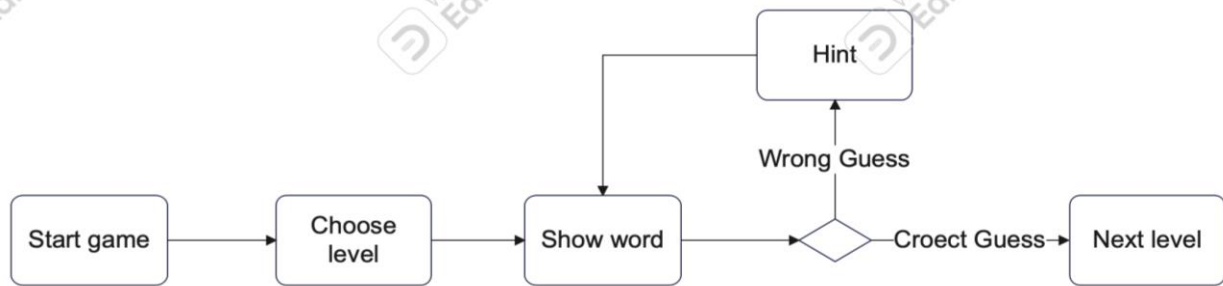 Hint
Wrong Guess
Start game
Choose
level
Show word
Croect Guess
Next level